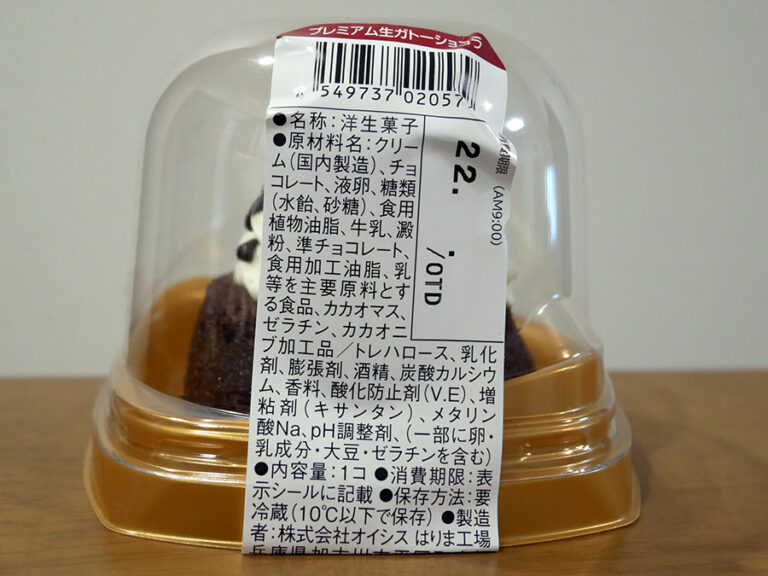 プレミアム生ガトーショコラ
549737 02057
●名称:洋生菓子
●原材料名:クリー
ム(国内製造)、チョ
コレート、液卵、糖類
(水飴、砂糖)、食用
植物油脂、牛乳、澱
粉、準チョコレート、
食用加工油脂、乳
等を主要原料とす
る食品、カカオマス、
ゼラチン、カカオニ
ブ加工品/トレハロース、乳化
剤、膨張剤、酒精、炭酸カルシウ
ム、香料、酸化防止剤(V.E)、増
粘剤(キサンタン)、メタリン
酸Na、pH調整剤、(一部に卵・
乳成分・大豆・ゼラチンを含む)
●内容量:1コ ●消費期限:表
示シールに記載 ●保存方法:要
冷蔵(10℃以下で保存) ●製造
者:株式会社オイシス はりま工場
期限 (AM9:00)
22. .
/OTD